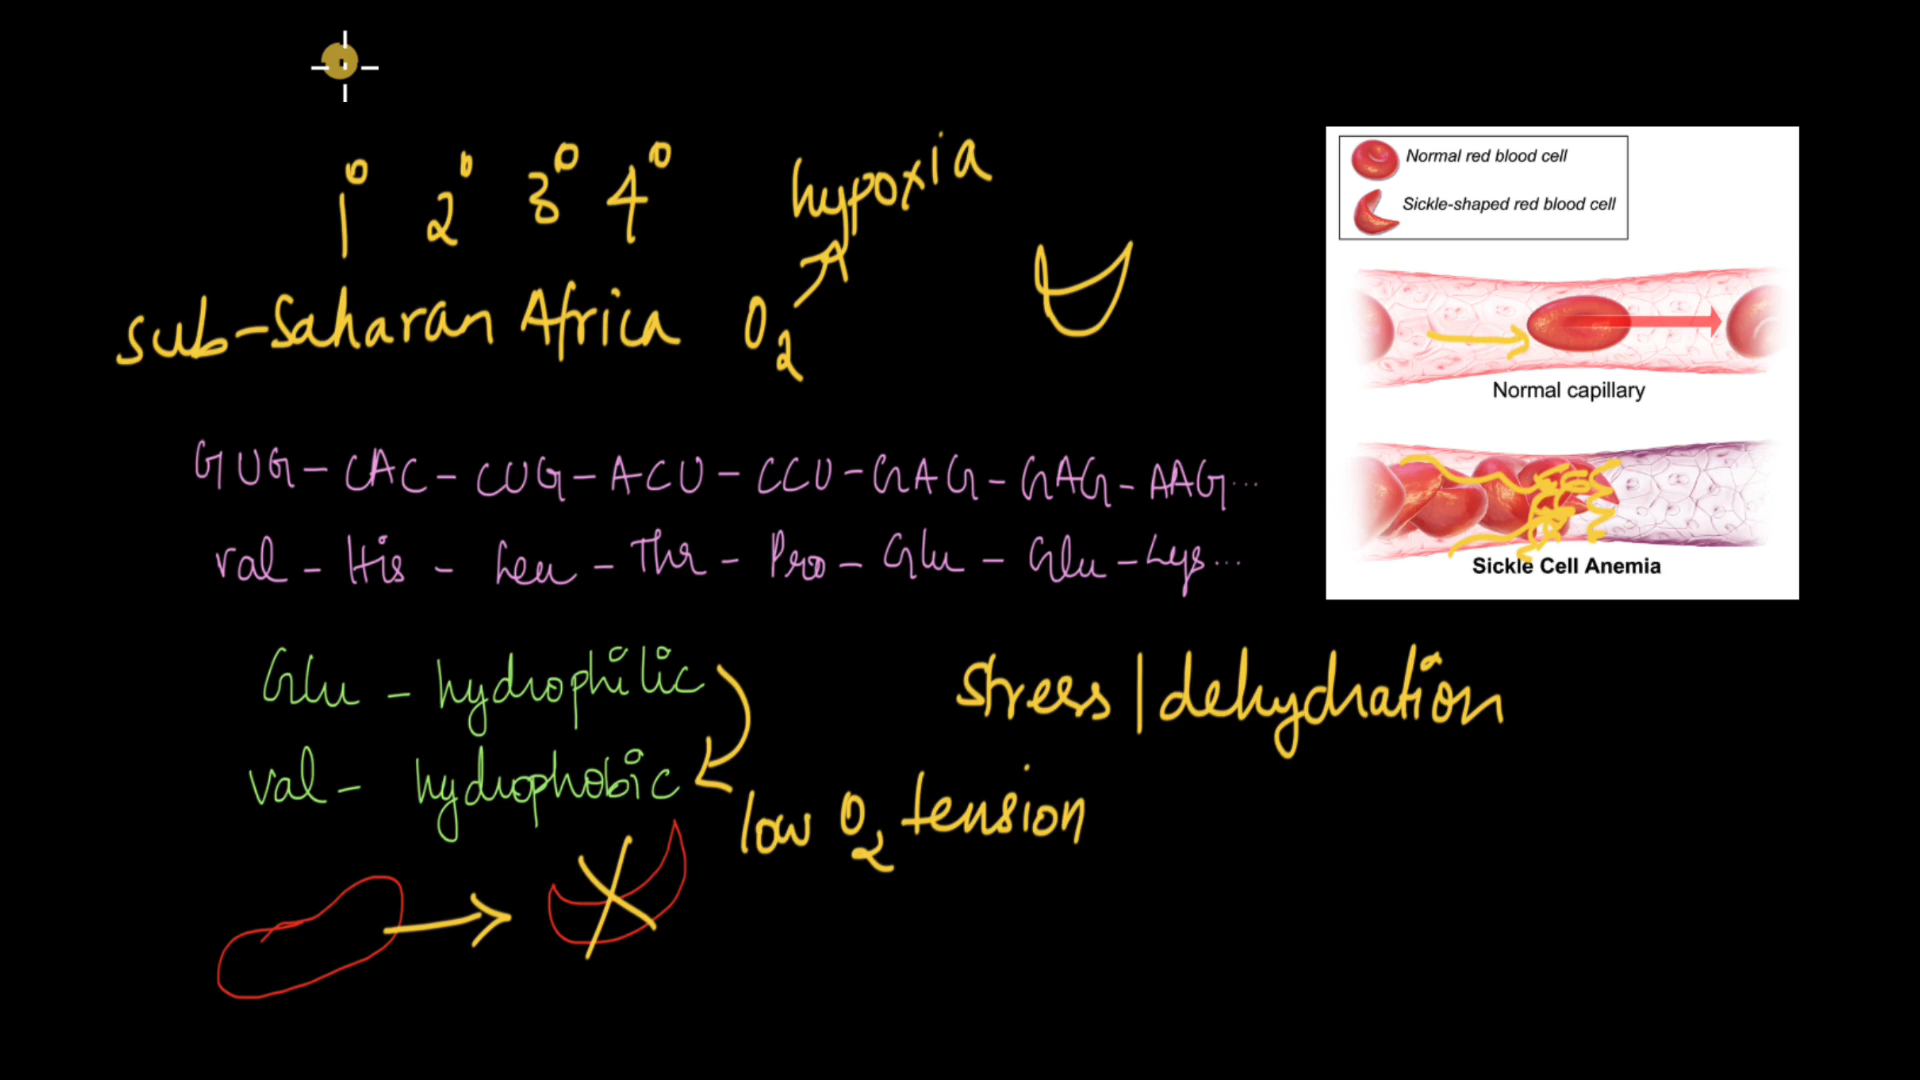 1° 2° 3° 4° hypoxia
sub-Saharan Africa O₂
GUG - CAC - CUG - ACU - CCU - GAG - GAG - AAG...
val - His - Leu - Thr - Pro - Glu - Glu - Lys...
Glu - hydrophilic
val - hydrophobic
stress | dehydration
low O₂ tension
Normal red blood cell
Sickle-shaped red blood cell
Normal capillary
Sickle Cell Anemia